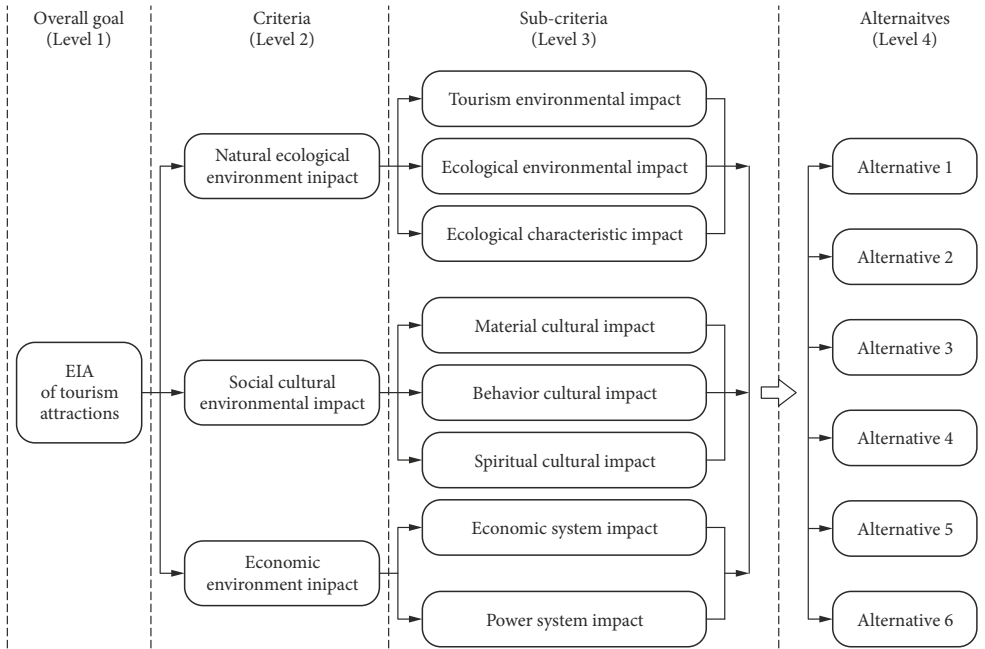 Overall goal
(Level 1)
Criteria
(Level 2)
Sub-criteria
(Level 3)
Alternaitves
(Level 4)
EIA
of tourism
attractions
Natural ecological
environment inipact
Social cultural
environmental impact
Economic
environment inipact
Tourism environmental impact
Ecological environmental impact
Ecological characteristic impact
Material cultural impact
Behavior cultural impact
Spiritual cultural impact
Economic system impact
Power system impact
Alternative 1
Alternative 2
Alternative 3
Alternative 4
Alternative 5
Alternative 6